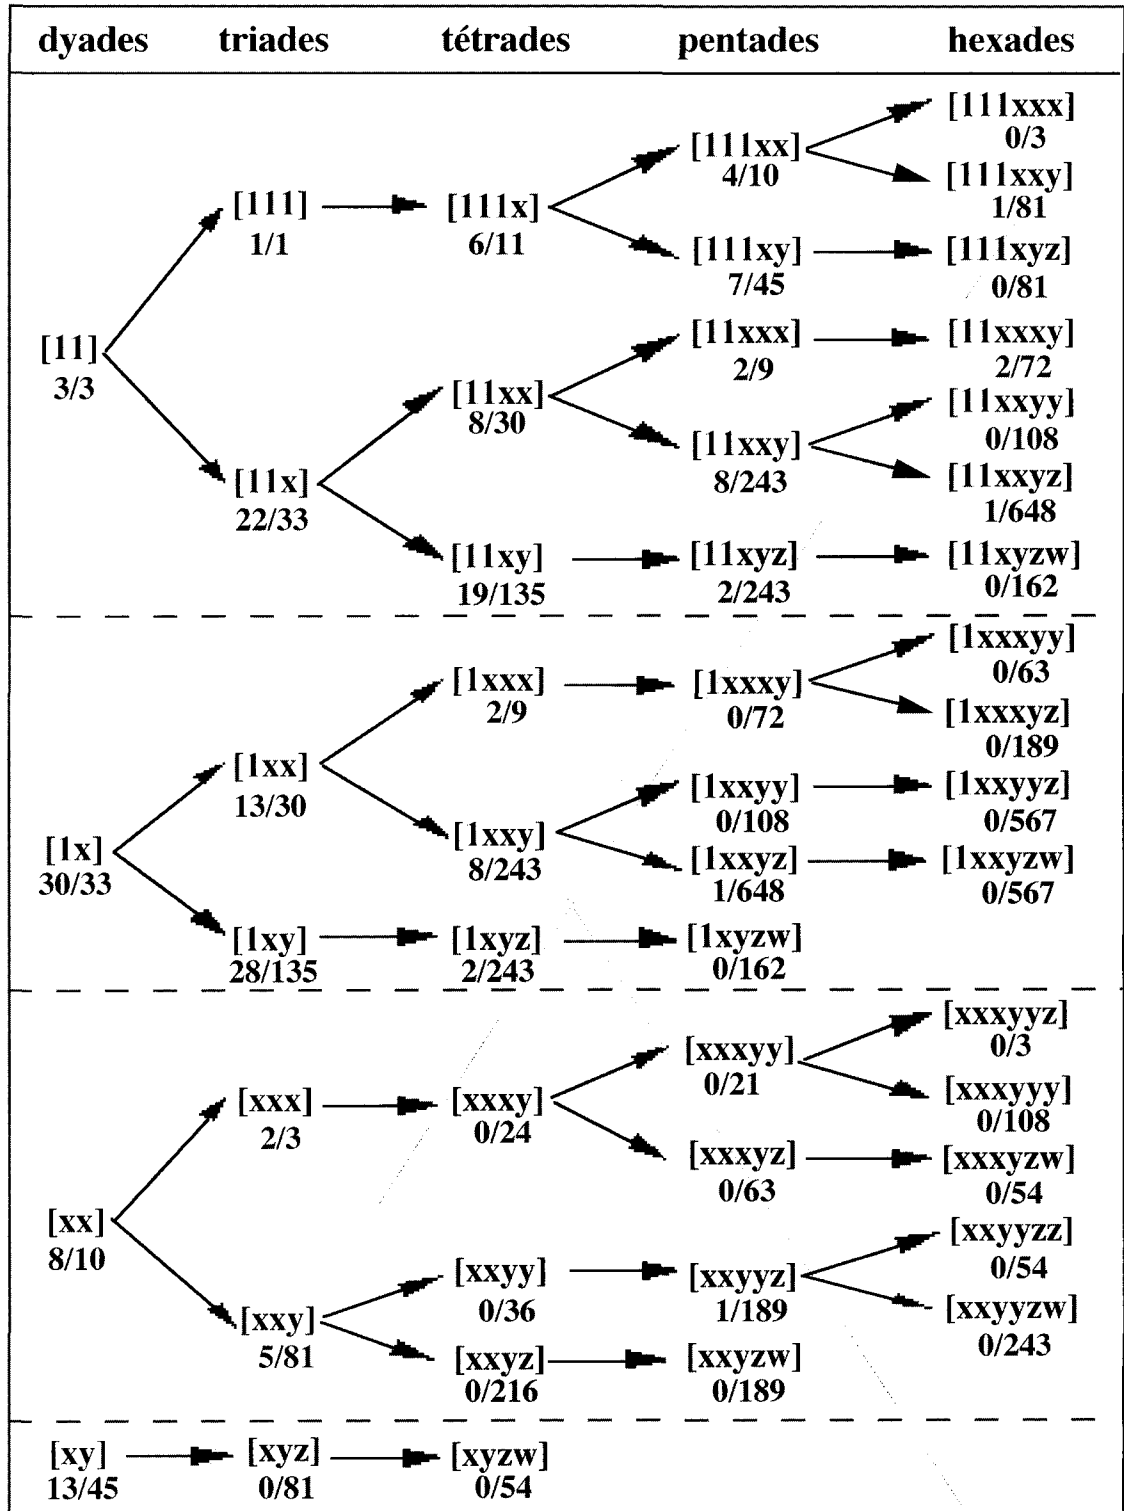 dyades triades tétrades pentades hexades
[111xxx]
0/3
[111xx]
4/10
[111xxy]
1/81
[111] [111x]
1/1 6/11
[111xy] [111xyz]
7/45 0/81
[11] [11xxx] [11xxxy]
3/3 2/9 2/72
[11xx] [11xxyy]
8/30 0/108
[11xxy]
8/243
[11x] [11xxyz]
22/33 1/648
[11xy] [11xyz] [11xyzw]
19/135 2/243 0/162
[1xxxyy]
0/63
[1xxx] [1xxxy]
2/9 0/72
[1xxxyz]
0/189
[1xx] [1xxyy] [1xxyyz]
13/30 0/108 0/567
[1x] [1xxy] [1xxyz] [1xxyzw]
30/33 8/243 1/648 0/567
[1xy] [1xyz] [1xyzw]
28/135 2/243 0/162
[xxxyyz]
0/3
[xxxyy]
0/21
[xxx] [xxxy] [xxxyyy]
2/3 0/24 0/108
[xxxyz] [xxxyzw]
0/63 0/54
[xx] [xxyyzz]
8/10 0/54
[xxyy] [xxyyz]
0/36 1/189
[xxy] [xxyyzw]
5/81 0/243
[xxyz] [xxyzw]
0/216 0/189
[xy] [xyz] [xyzw]
13/45 0/81 0/54